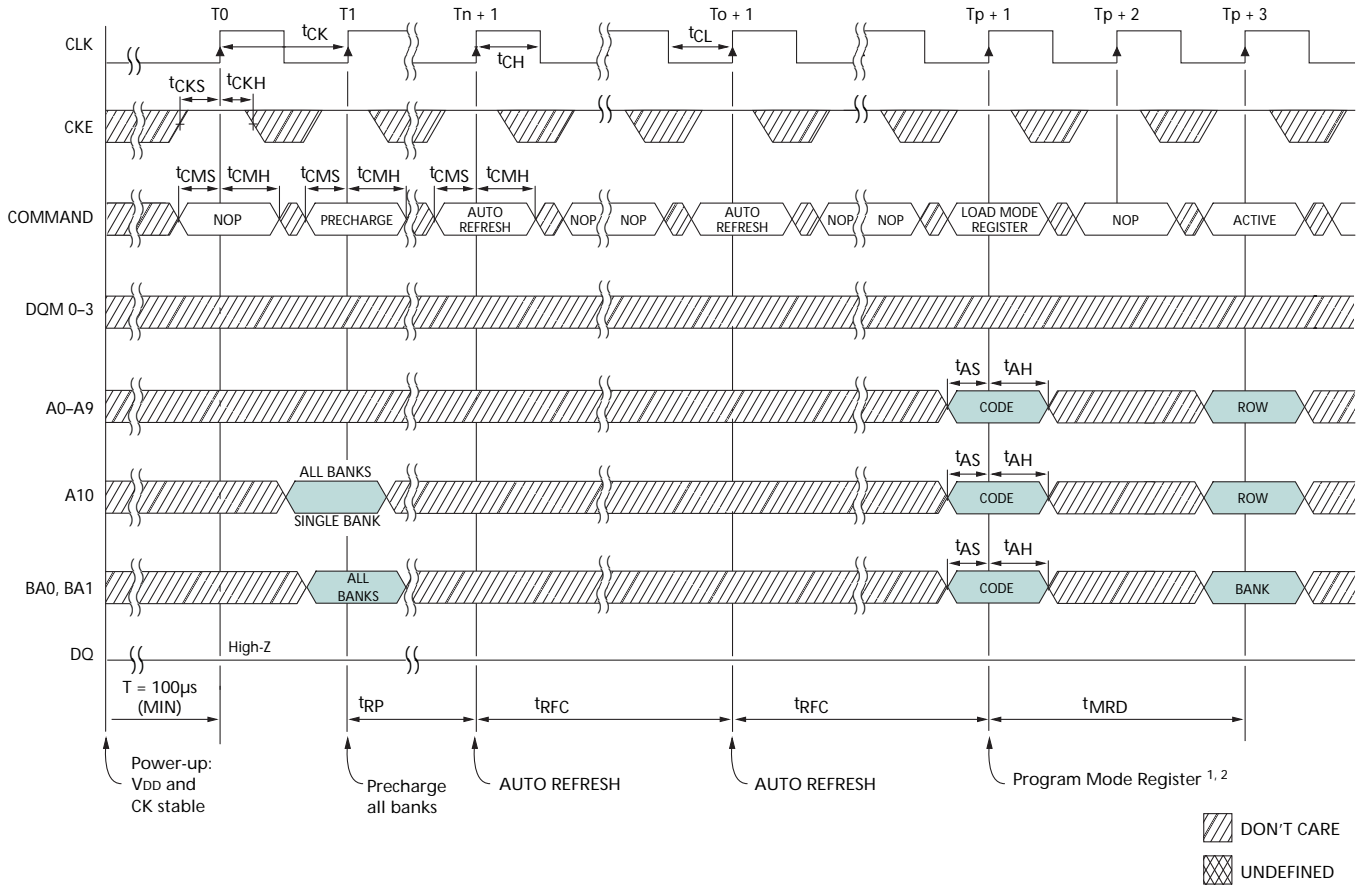 T0 T1 Tn + 1 To + 1 Tp + 1 Tp + 2 Tp + 3
CLK
tCK
tCH
tCL
tCKS tCKH
CKE
tCMS tCMH tCMS tCMH tCMS tCMH
COMMAND
NOP
PRECHARGE
AUTO
REFRESH
NOP
NOP
AUTO
REFRESH
NOP
NOP
LOAD MODE
REGISTER
NOP
ACTIVE
DQM 0–3
tAS tAH
A0–A9
CODE
ROW
tAS tAH
ALL BANKS
A10
CODE
ROW
SINGLE BANK
tAS tAH
BA0, BA1
ALL
BANKS
CODE
BANK
High-Z
DQ
T = 100µs
(MIN)
tRP
tRFC
tRFC
tMRD
Power-up:
VDD and
CK stable
Precharge
all banks
AUTO REFRESH
AUTO REFRESH
Program Mode Register 1, 2
DON'T CARE
UNDEFINED